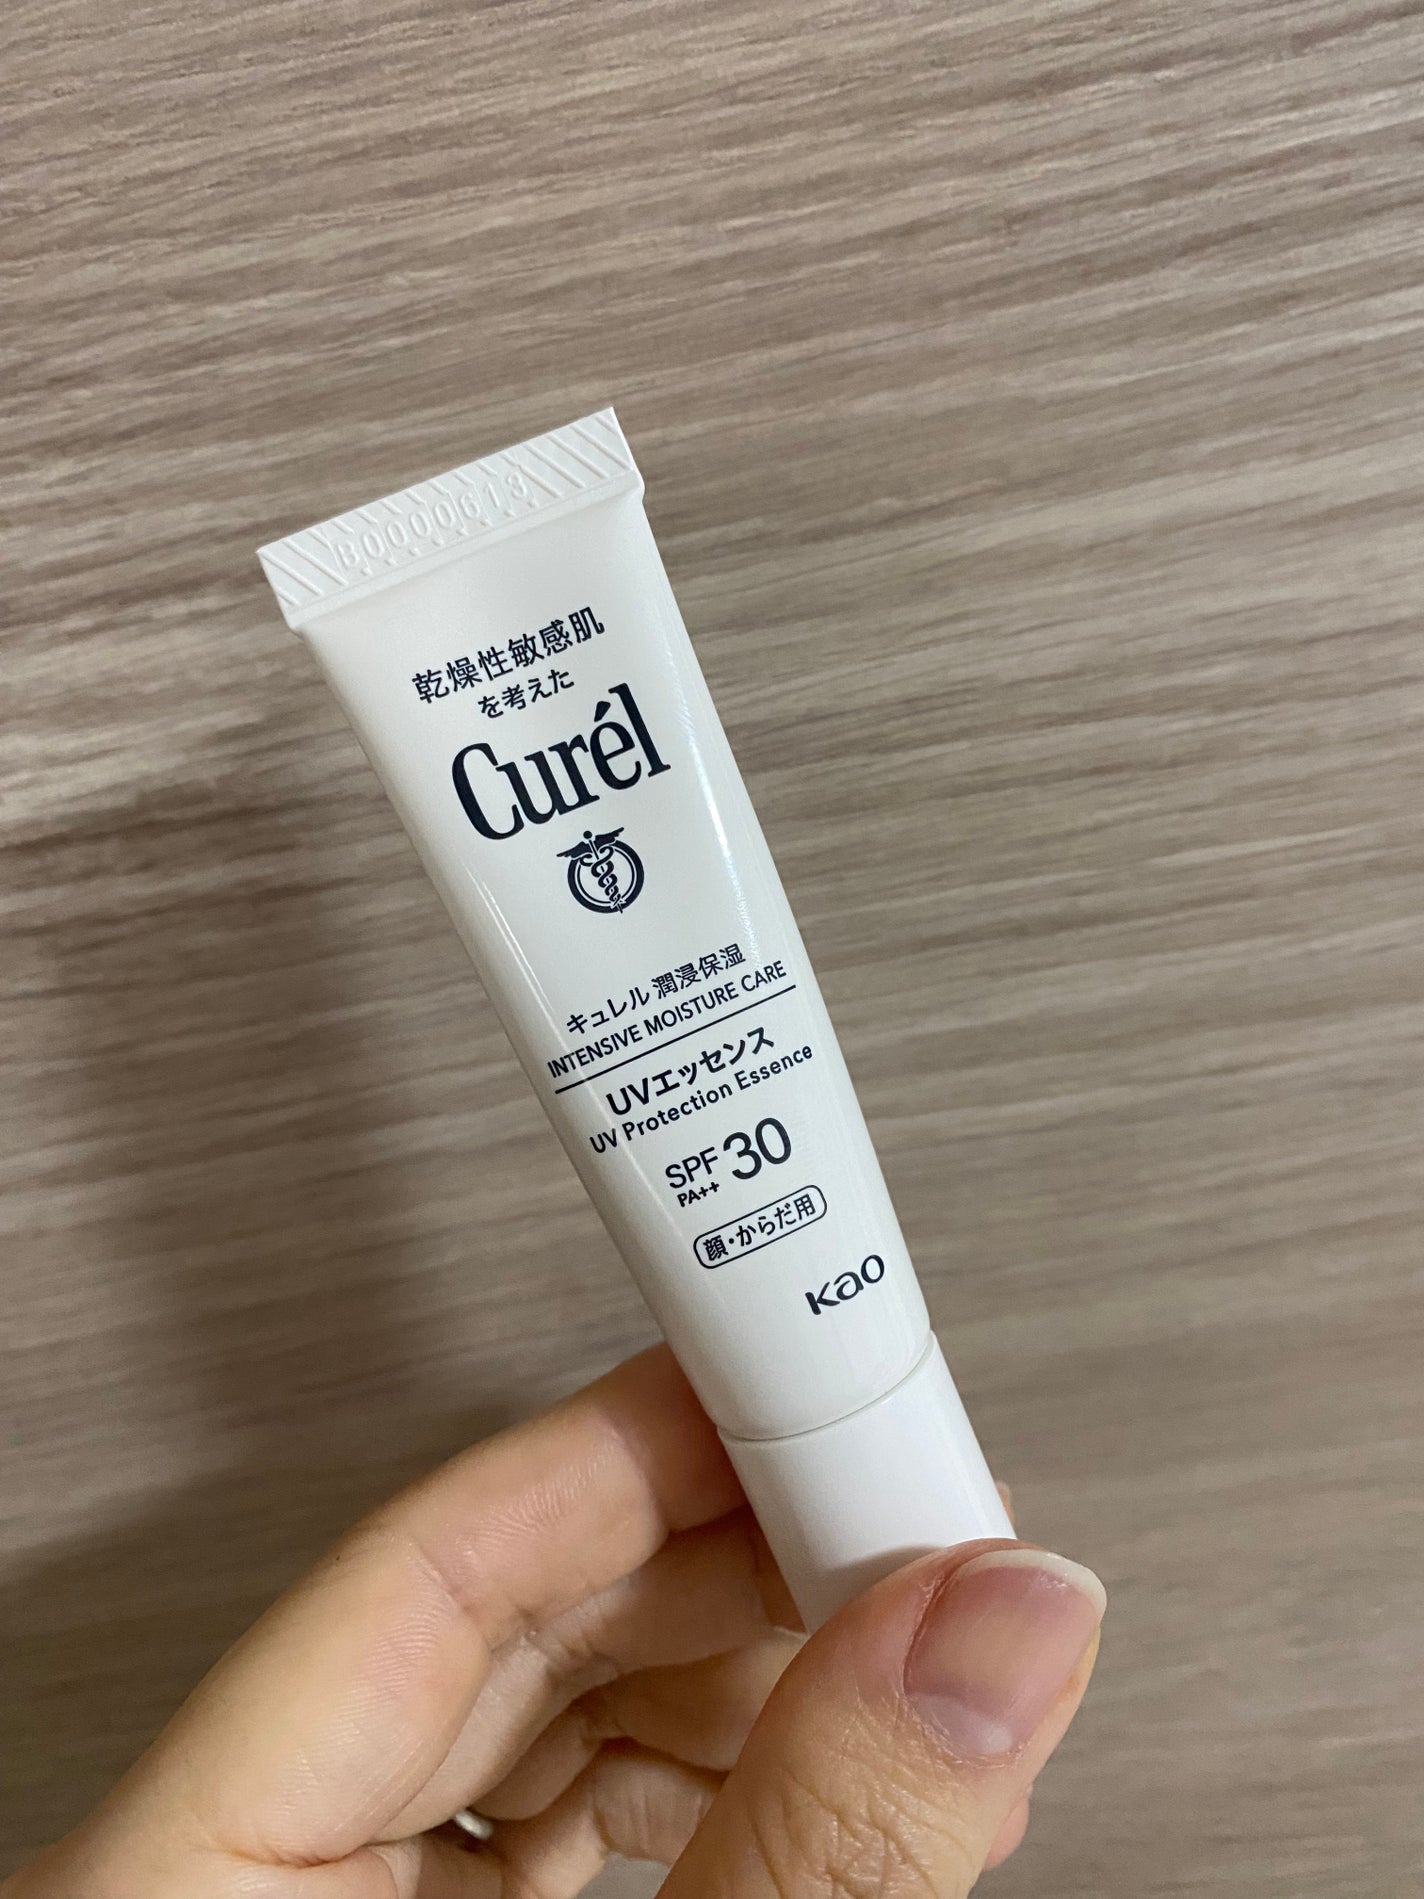 B0000613
乾燥性敏感肌
を考えた
Curél
キュレル 潤浸保湿
INTENSIVE MOISTURE CARE
UVエッセンス
UV Protection Essence
SPF 30
PA++
顔・からだ用
Kao